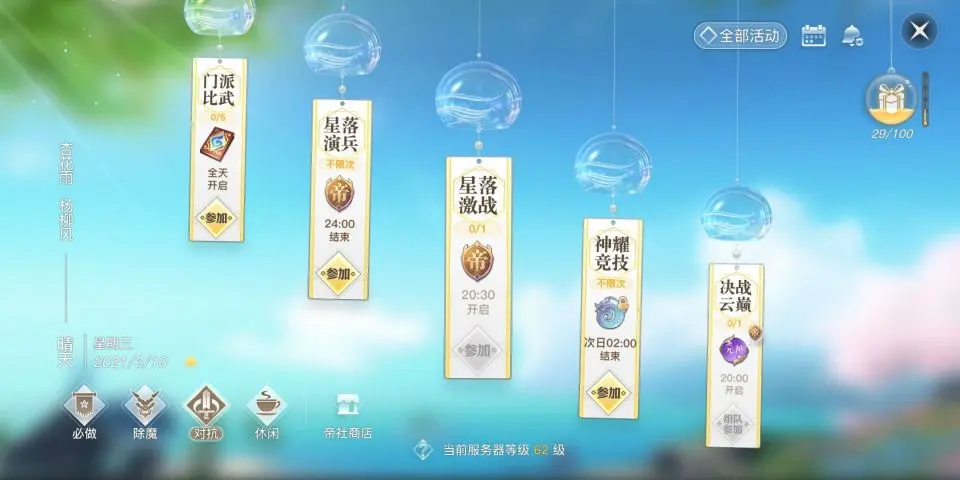 全部活动
29/100
门派
比武
0/5
全天
开启
参加
星落
演兵
不限次
帝
24:00
结束
参加
星落
激战
0/1
帝
20:30
开启
参加
神耀
竞技
不限次
次日02:00
结束
参加
决战
云巅
0/1
20:00
开启
组队
参加
杏花雨 杨柳风
晴天
星期三
必做
除魔
对抗
休闲
帝社商店
当前服务器等级 62 级